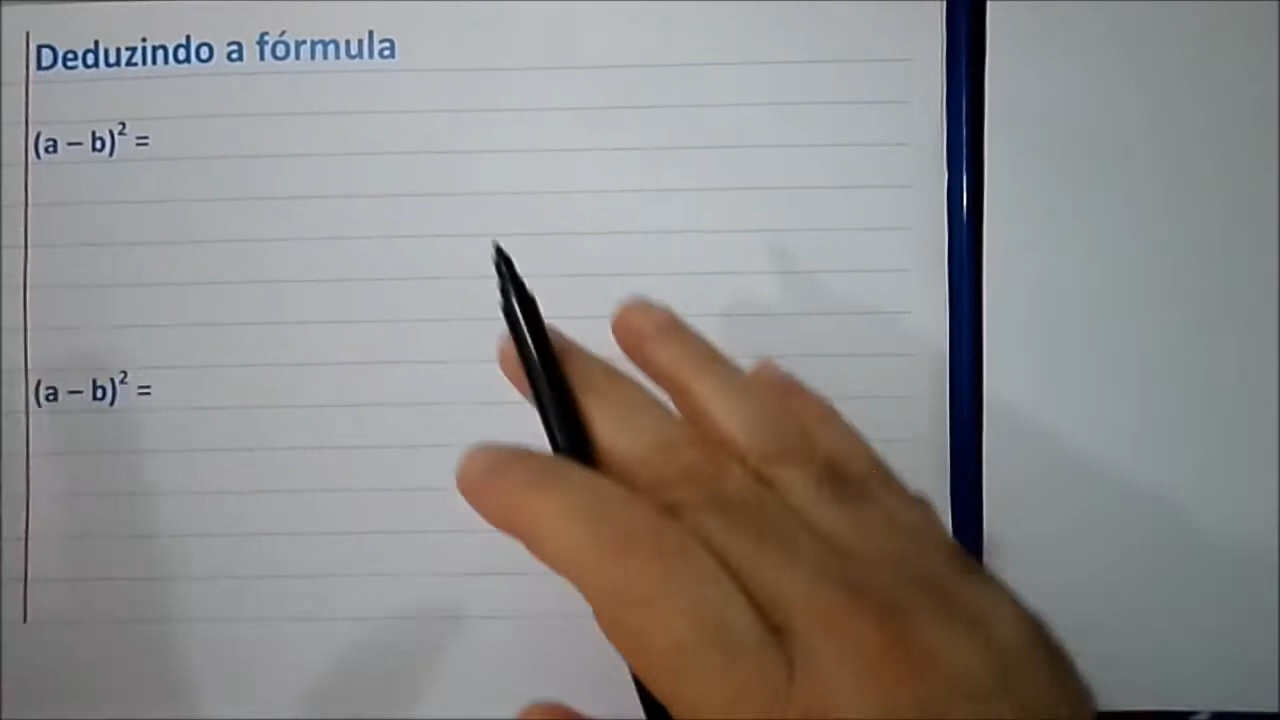 Deduzindo a fórmula
(a – b)² =
(a – b)² =